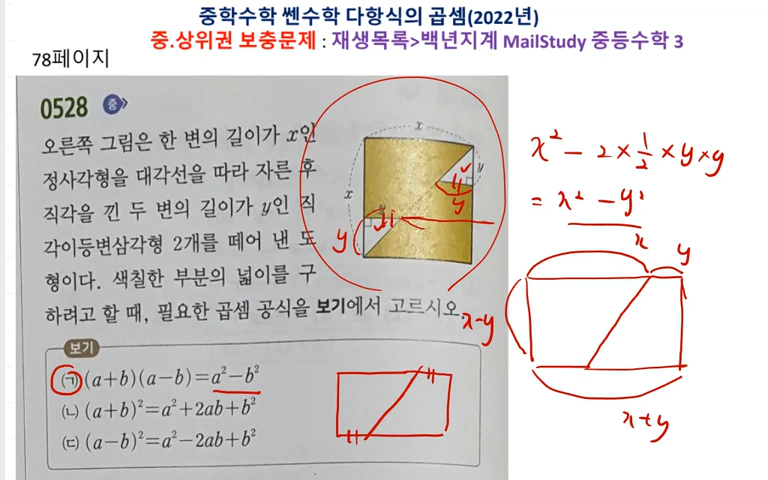 중학수학 쎈수학 다항식의 곱셈(2022년)
중.상위권 보충문제 : 재생목록>백년지계 MailStudy 중등수학 3
78페이지
0528 중
오른쪽 그림은 한 변의 길이가 x인
정사각형을 대각선을 따라 자른 후
직각을 낀 두 변의 길이가 y인 직
각이등변삼각형 2개를 떼어 낸 도
형이다. 색칠한 부분의 넓이를 구
하려고 할 때, 필요한 곱셈 공식을 보기에서 고르시오.
x
x
y
y
y
y
보기
(ㄱ) (a+b)(a−b)=a²−b²
(ㄴ) (a+b)²=a²+2ab+b²
(ㄷ) (a−b)²=a²−2ab+b²
x² − 2×½×y×y
= x² − y²
x
y
x−y
x+y